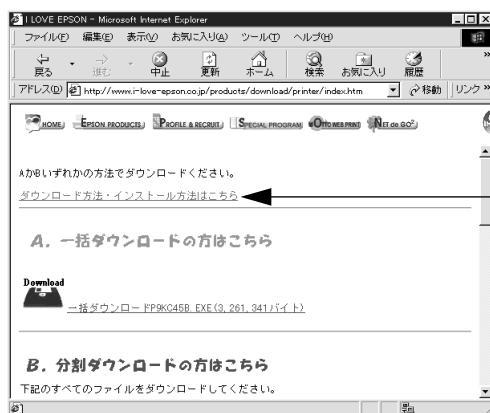 I LOVE EPSON - Microsoft Internet Explorer
ファイル(F) 編集(E) 表示(V) お気に入り(A) ツール(T) ヘルプ(H)
戻る 進む 中止 更新 ホーム 検索 お気に入り 履歴 »
アドレス(D) http://www.i-love-epson.co.jp/products/download/printer/index.htm 移動 リンク »
HOME EPSON PRODUCTS PROFILE & RECRUIT SPECIAL PROGRAM OTTO WEB PRINT NET de GO2
AかBいずれかの方法でダウンロードください。
ダウンロード方法・インストール方法はこちら
A. 一括ダウンロードの方はこちら
Download
一括ダウンロードP9KC45B.EXE(3,261,341バイト)
B. 分割ダウンロードの方はこちら
下記のすべてのファイルをダウンロードしてください。